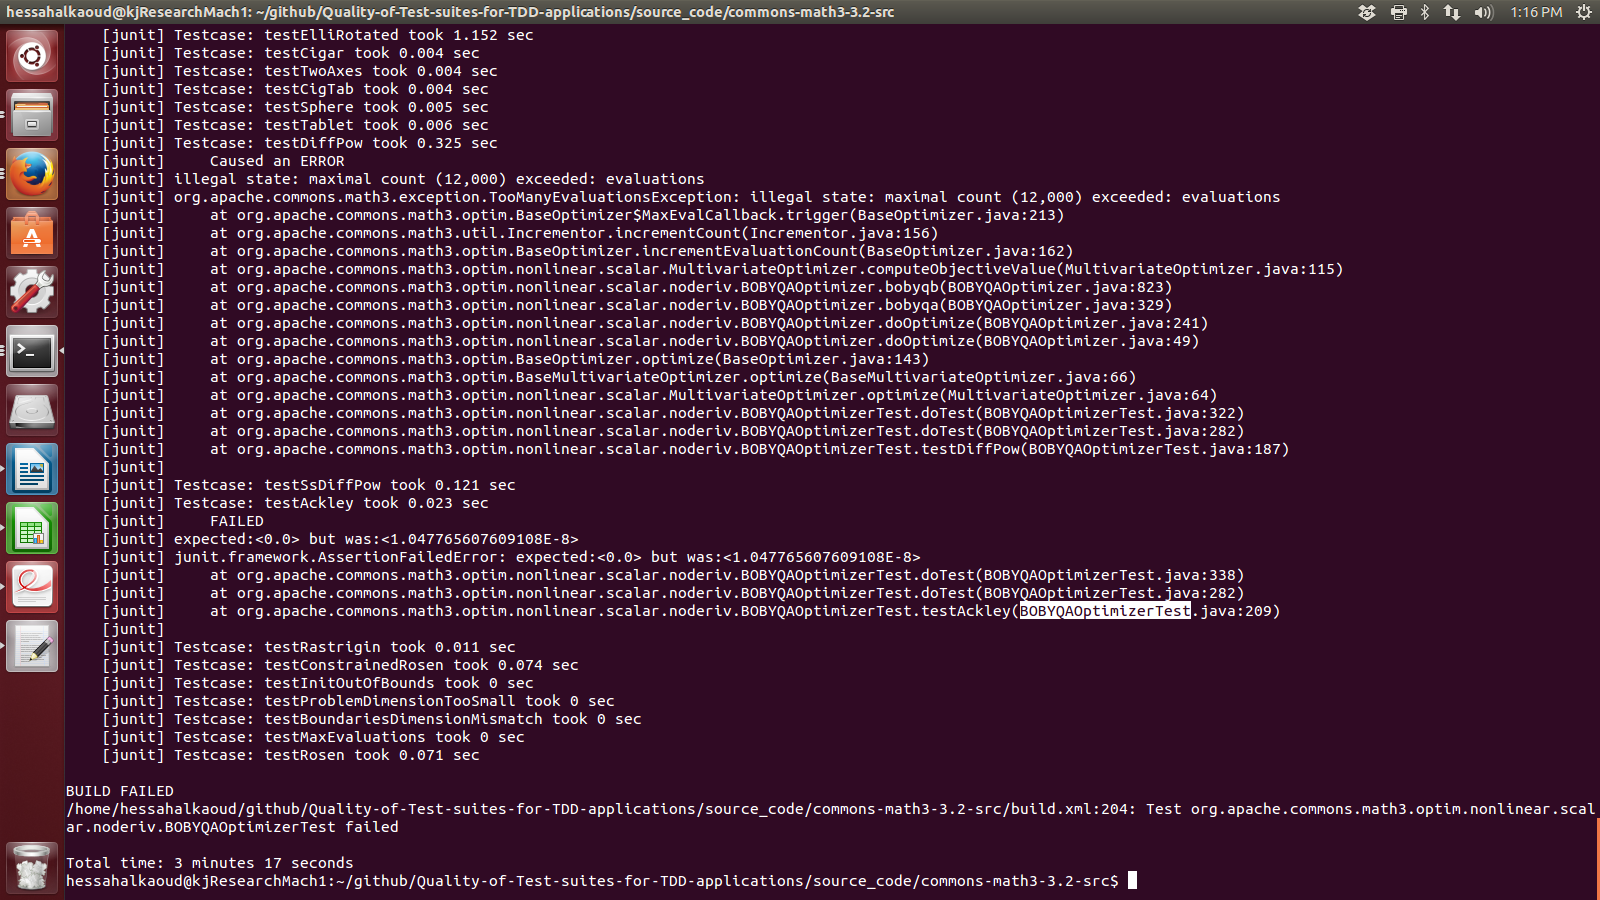 hessahalkaoud@kjResearchMach1: ~/github/Quality-of-Test-suites-for-TDD-applications/source_code/commons-math3-3.2-src 1:16 PM
[junit] Testcase: testElliRotated took 1.152 sec
[junit] Testcase: testCigar took 0.004 sec
[junit] Testcase: testTwoAxes took 0.004 sec
[junit] Testcase: testCigTab took 0.004 sec
[junit] Testcase: testSphere took 0.005 sec
[junit] Testcase: testTablet took 0.006 sec
[junit] Testcase: testDiffPow took 0.325 sec
[junit]     Caused an ERROR
[junit] illegal state: maximal count (12,000) exceeded: evaluations
[junit] org.apache.commons.math3.exception.TooManyEvaluationsException: illegal state: maximal count (12,000) exceeded: evaluations
[junit]     at org.apache.commons.math3.optim.BaseOptimizer$MaxEvalCallback.trigger(BaseOptimizer.java:213)
[junit]     at org.apache.commons.math3.util.Incrementor.incrementCount(Incrementor.java:156)
[junit]     at org.apache.commons.math3.optim.BaseOptimizer.incrementEvaluationCount(BaseOptimizer.java:162)
[junit]     at org.apache.commons.math3.optim.nonlinear.scalar.MultivariateOptimizer.computeObjectiveValue(MultivariateOptimizer.java:115)
[junit]     at org.apache.commons.math3.optim.nonlinear.scalar.noderiv.BOBYQAOptimizer.bobyqb(BOBYQAOptimizer.java:823)
[junit]     at org.apache.commons.math3.optim.nonlinear.scalar.noderiv.BOBYQAOptimizer.bobyqa(BOBYQAOptimizer.java:329)
[junit]     at org.apache.commons.math3.optim.nonlinear.scalar.noderiv.BOBYQAOptimizer.doOptimize(BOBYQAOptimizer.java:241)
[junit]     at org.apache.commons.math3.optim.nonlinear.scalar.noderiv.BOBYQAOptimizer.doOptimize(BOBYQAOptimizer.java:49)
[junit]     at org.apache.commons.math3.optim.BaseOptimizer.optimize(BaseOptimizer.java:143)
[junit]     at org.apache.commons.math3.optim.BaseMultivariateOptimizer.optimize(BaseMultivariateOptimizer.java:66)
[junit]     at org.apache.commons.math3.optim.nonlinear.scalar.MultivariateOptimizer.optimize(MultivariateOptimizer.java:64)
[junit]     at org.apache.commons.math3.optim.nonlinear.scalar.noderiv.BOBYQAOptimizerTest.doTest(BOBYQAOptimizerTest.java:322)
[junit]     at org.apache.commons.math3.optim.nonlinear.scalar.noderiv.BOBYQAOptimizerTest.doTest(BOBYQAOptimizerTest.java:282)
[junit]     at org.apache.commons.math3.optim.nonlinear.scalar.noderiv.BOBYQAOptimizerTest.testDiffPow(BOBYQAOptimizerTest.java:187)
[junit]
[junit] Testcase: testSsDiffPow took 0.121 sec
[junit] Testcase: testAckley took 0.023 sec
[junit]     FAILED
[junit] expected:<0.0> but was:<1.047765607609108E-8>
[junit] junit.framework.AssertionFailedError: expected:<0.0> but was:<1.047765607609108E-8>
[junit]     at org.apache.commons.math3.optim.nonlinear.scalar.noderiv.BOBYQAOptimizerTest.doTest(BOBYQAOptimizerTest.java:338)
[junit]     at org.apache.commons.math3.optim.nonlinear.scalar.noderiv.BOBYQAOptimizerTest.doTest(BOBYQAOptimizerTest.java:282)
[junit]     at org.apache.commons.math3.optim.nonlinear.scalar.noderiv.BOBYQAOptimizerTest.testAckley(BOBYQAOptimizerTest.java:209)
[junit]
[junit] Testcase: testRastrigin took 0.011 sec
[junit] Testcase: testConstrainedRosen took 0.074 sec
[junit] Testcase: testInitOutOfBounds took 0 sec
[junit] Testcase: testProblemDimensionTooSmall took 0 sec
[junit] Testcase: testBoundariesDimensionMismatch took 0 sec
[junit] Testcase: testMaxEvaluations took 0 sec
[junit] Testcase: testRosen took 0.071 sec
BUILD FAILED
/home/hessahalkaoud/github/Quality-of-Test-suites-for-TDD-applications/source_code/commons-math3-3.2-src/build.xml:204: Test org.apache.commons.math3.optim.nonlinear.scal
ar.noderiv.BOBYQAOptimizerTest failed
Total time: 3 minutes 17 seconds
hessahalkaoud@kjResearchMach1:~/github/Quality-of-Test-suites-for-TDD-applications/source_code/commons-math3-3.2-src$